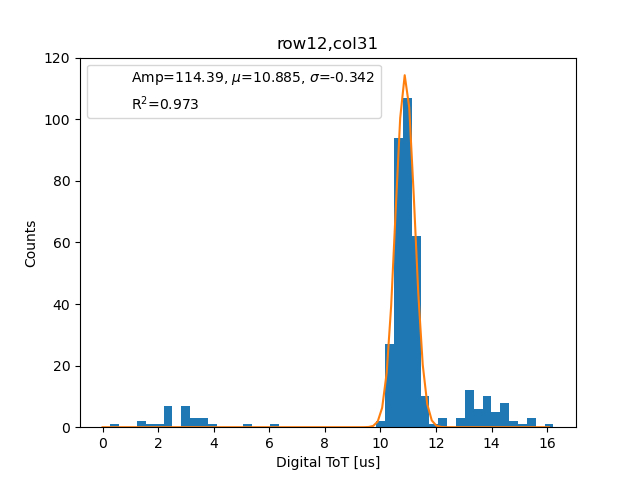 row12,col31
Amp=114.39, μ=10.885, σ=-0.342
R²=0.973
120
100
80
60
40
20
0
Counts
0 2 4 6 8 10 12 14 16
Digital ToT [us]